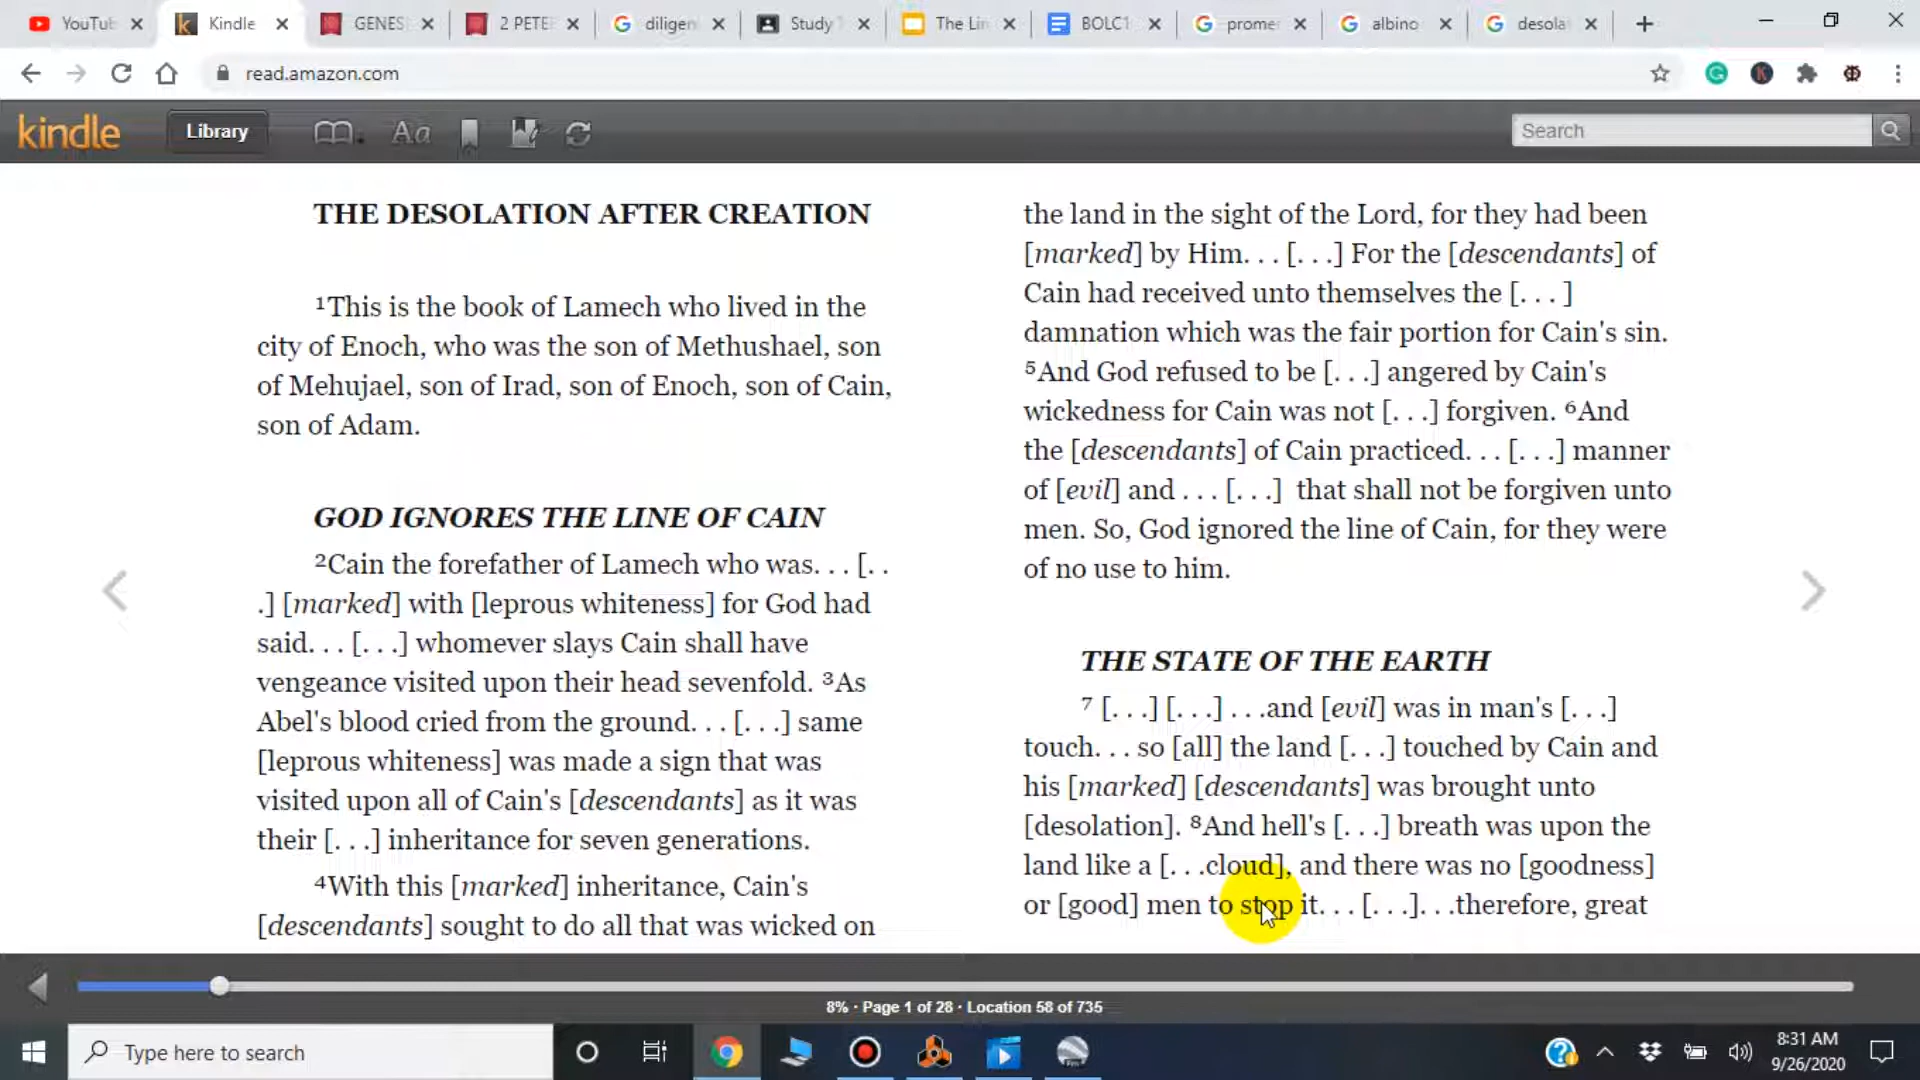 YouTub
Kindle
GENES
2 PETE
diligen
Study
The Lin
BOLC1
prome
albino
desola
read.amazon.com
kindle
Library
Aa
Search
THE DESOLATION AFTER CREATION
¹This is the book of Lamech who lived in the
city of Enoch, who was the son of Methushael, son
of Mehujael, son of Irad, son of Enoch, son of Cain,
son of Adam.
GOD IGNORES THE LINE OF CAIN
²Cain the forefather of Lamech who was. . . [. .
.] [marked] with [leprous whiteness] for God had
said. . . [. . .] whomever slays Cain shall have
vengeance visited upon their head sevenfold. ³As
Abel's blood cried from the ground. . . [. . .] same
[leprous whiteness] was made a sign that was
visited upon all of Cain's [descendants] as it was
their [. . .] inheritance for seven generations.
⁴With this [marked] inheritance, Cain's
[descendants] sought to do all that was wicked on
the land in the sight of the Lord, for they had been
[marked] by Him. . . [. . .] For the [descendants] of
Cain had received unto themselves the [. . . ]
damnation which was the fair portion for Cain's sin.
⁵And God refused to be [. . .] angered by Cain's
wickedness for Cain was not [. . .] forgiven. ⁶And
the [descendants] of Cain practiced. . . [. . .] manner
of [evil] and . . . [. . .] that shall not be forgiven unto
men. So, God ignored the line of Cain, for they were
of no use to him.
THE STATE OF THE EARTH
⁷ [. . .] [. . .] . . .and [evil] was in man's [. . .]
touch. . . so [all] the land [. . .] touched by Cain and
his [marked] [descendants] was brought unto
[desolation]. ⁸And hell's [. . .] breath was upon the
land like a [. . .cloud], and there was no [goodness]
or [good] men to stop it. . . [. . .]. . .therefore, great
8% · Page 1 of 28 · Location 58 of 735
Type here to search
8:31 AM
9/26/2020